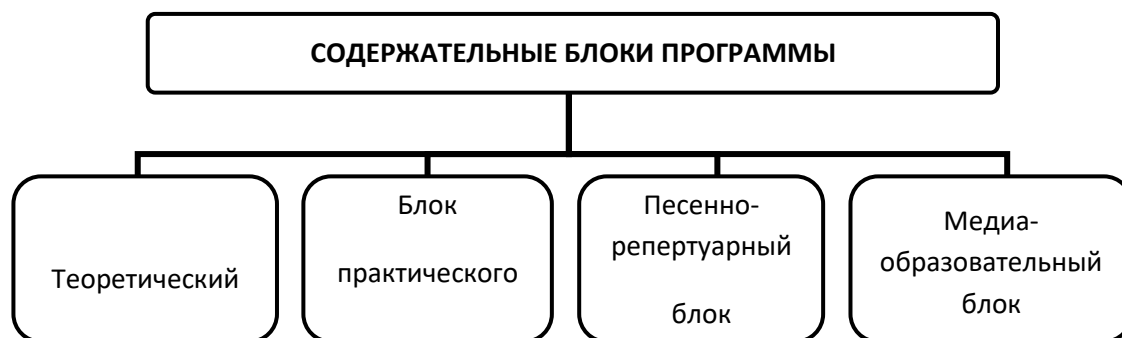 СОДЕРЖАТЕЛЬНЫЕ БЛОКИ ПРОГРАММЫ
Теоретический
Блок
практического
Песенно-
репертуарный
блок
Медиа-
образовательный
блок